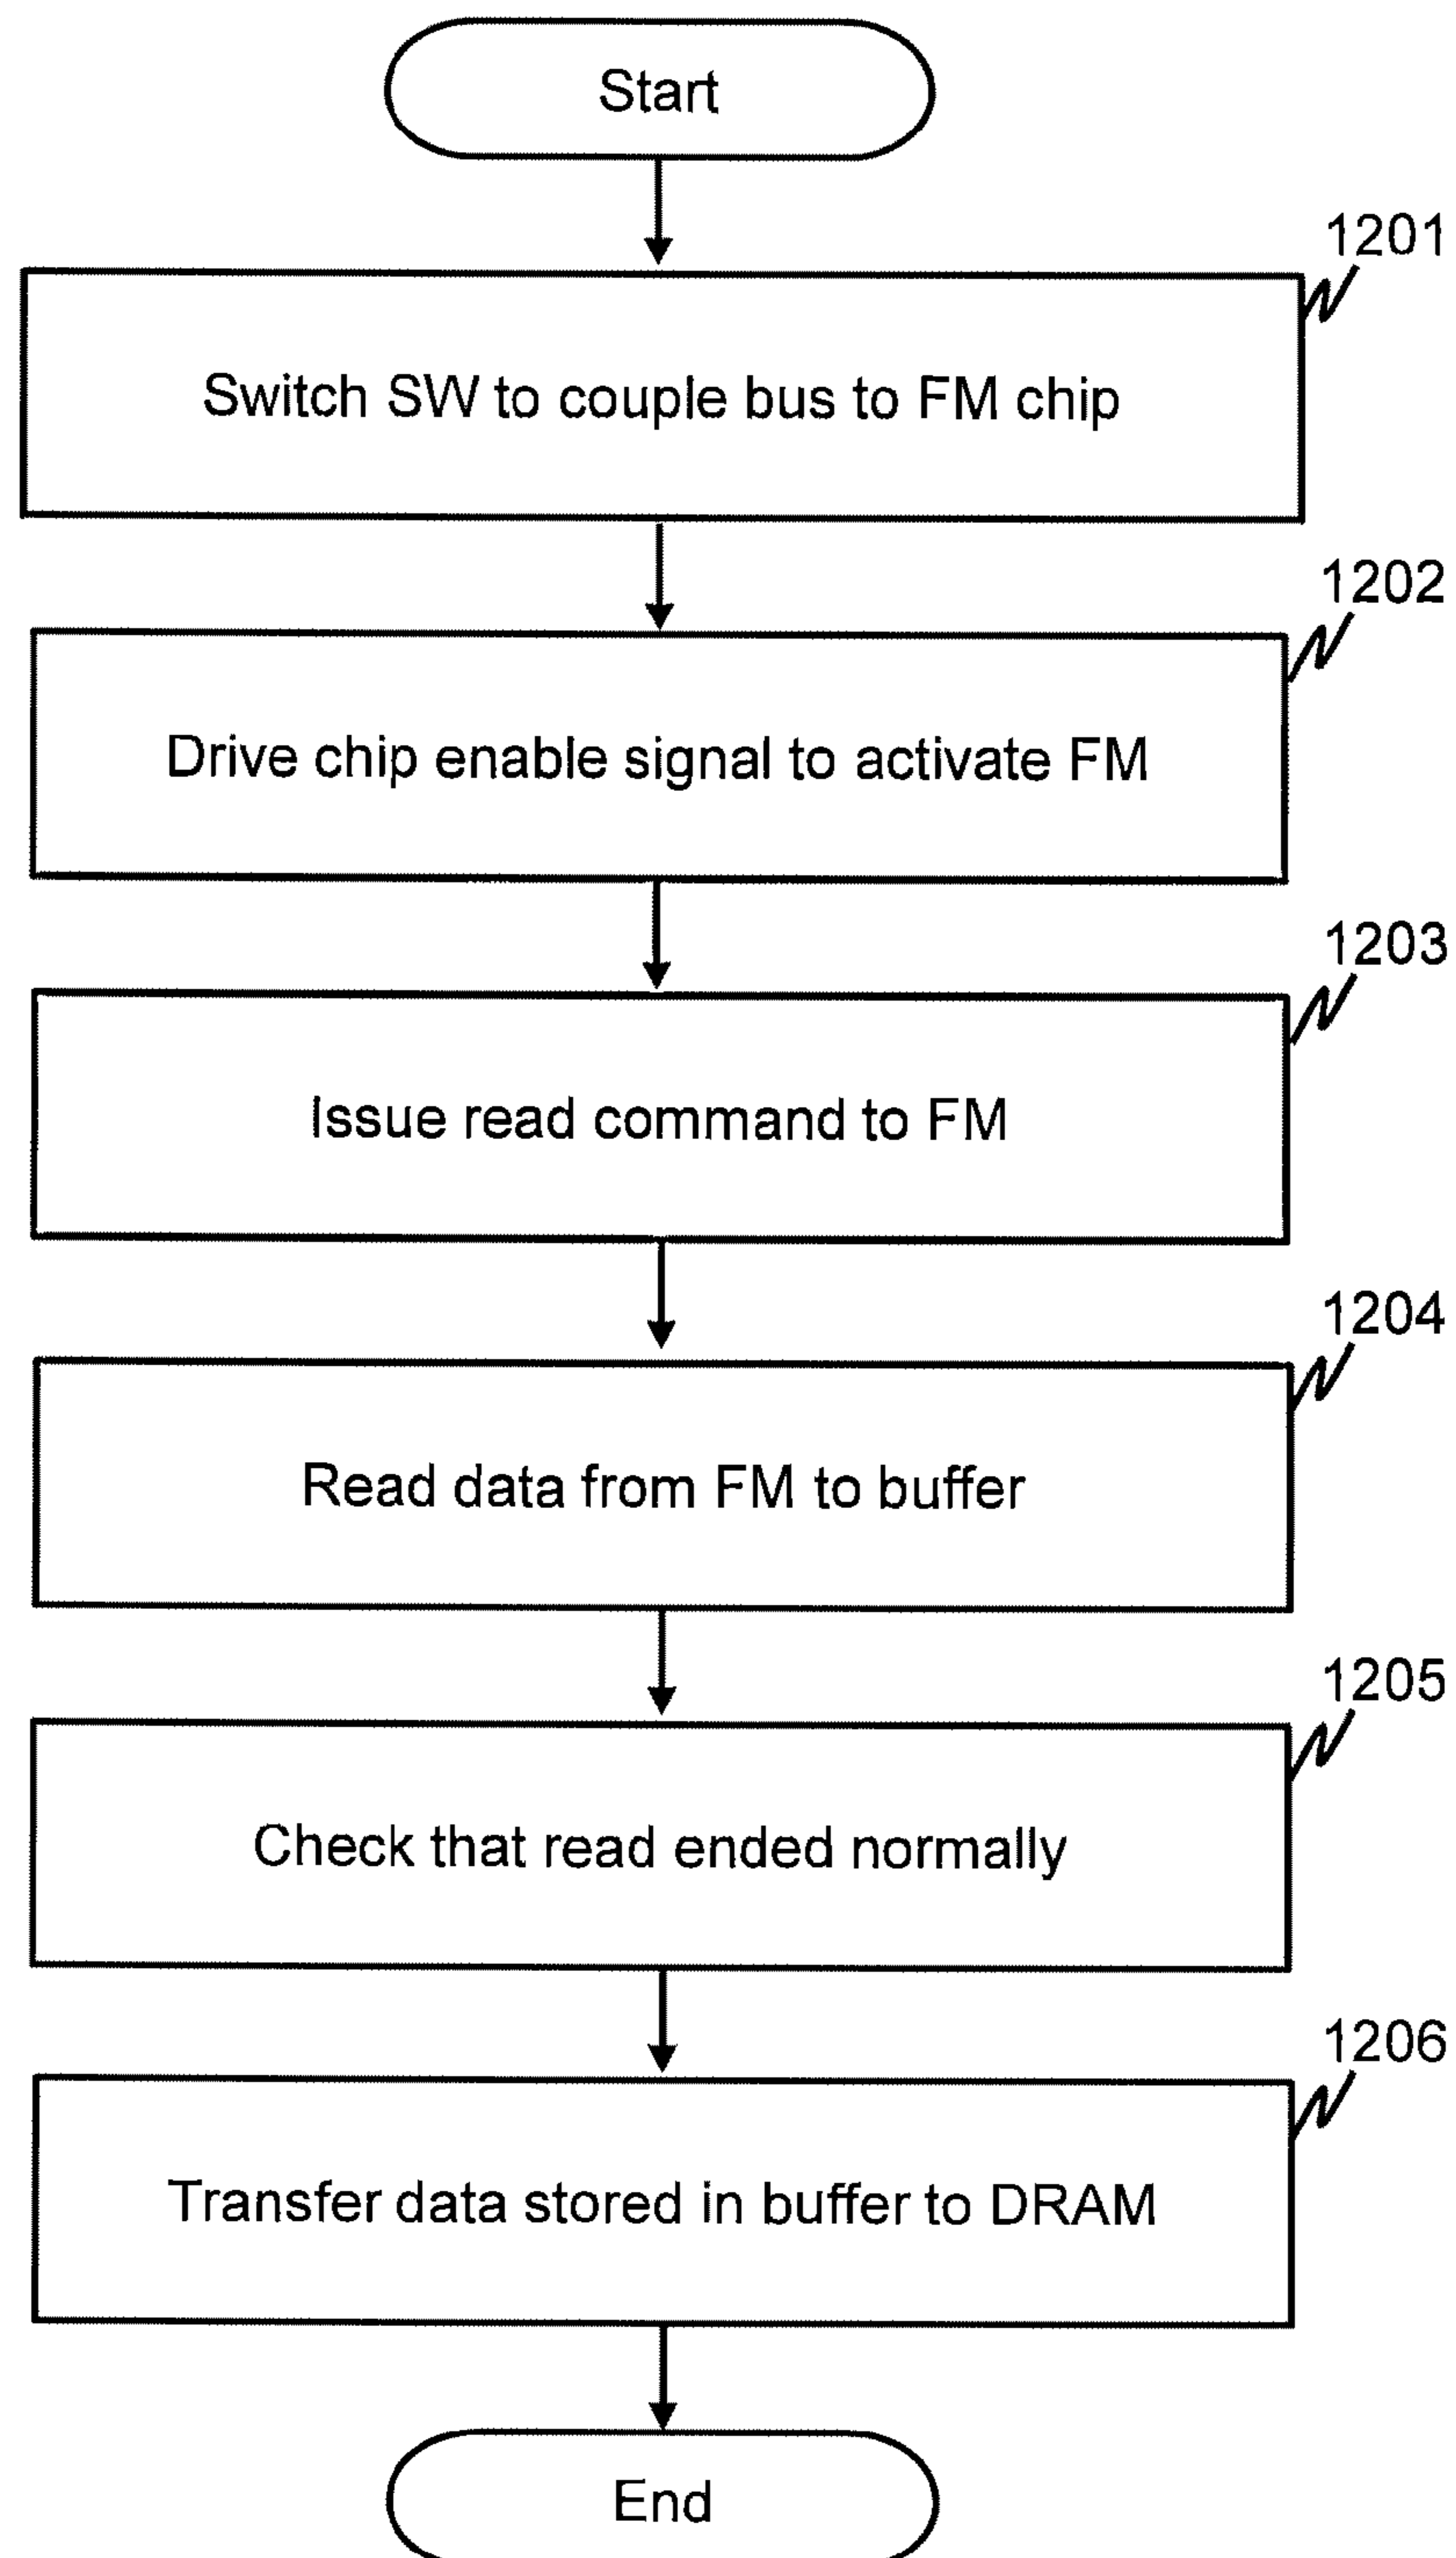 Start
1201
Switch SW to couple bus to FM chip
1202
Drive chip enable signal to activate FM
1203
Issue read command to FM
1204
Read data from FM to buffer
1205
Check that read ended normally
1206
Transfer data stored in buffer to DRAM
End